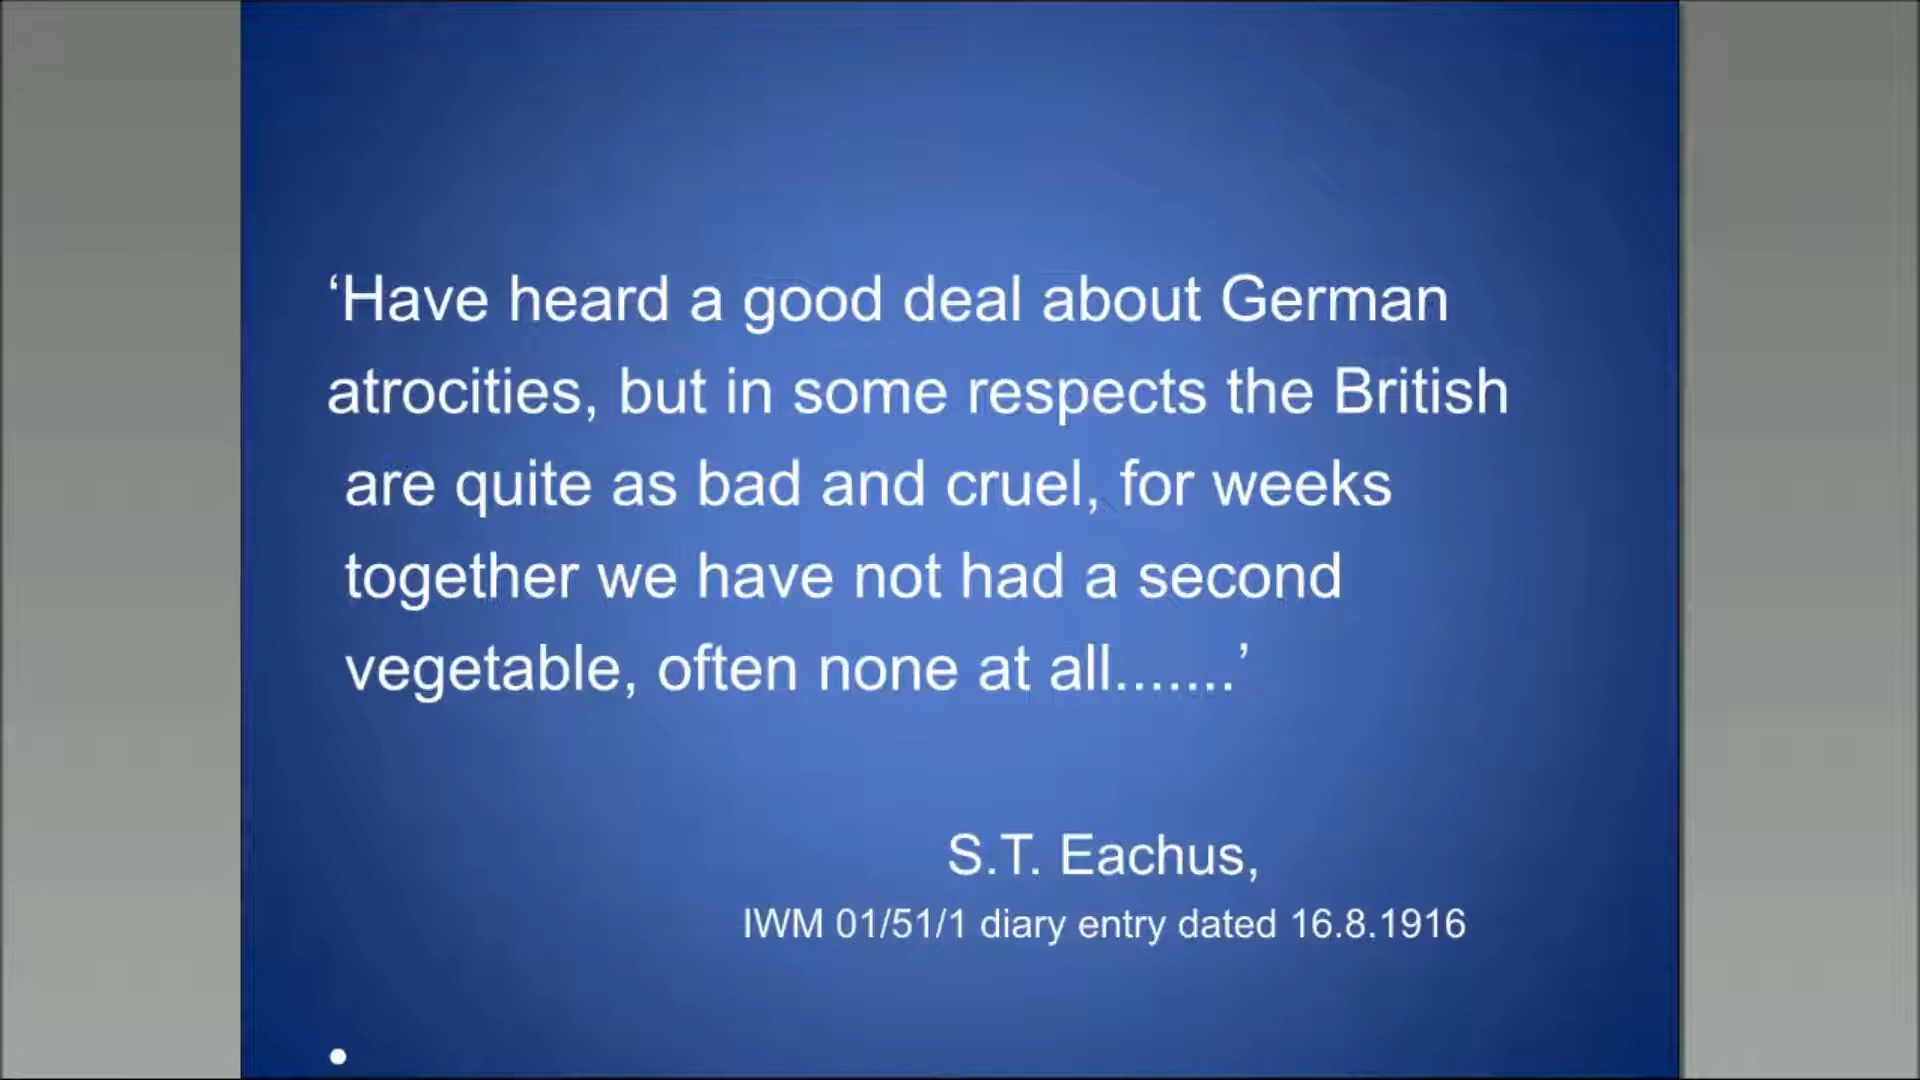 ‘Have heard a good deal about German
atrocities, but in some respects the British
are quite as bad and cruel, for weeks
together we have not had a second
vegetable, often none at all.......’
S.T. Eachus,
IWM 01/51/1 diary entry dated 16.8.1916
•